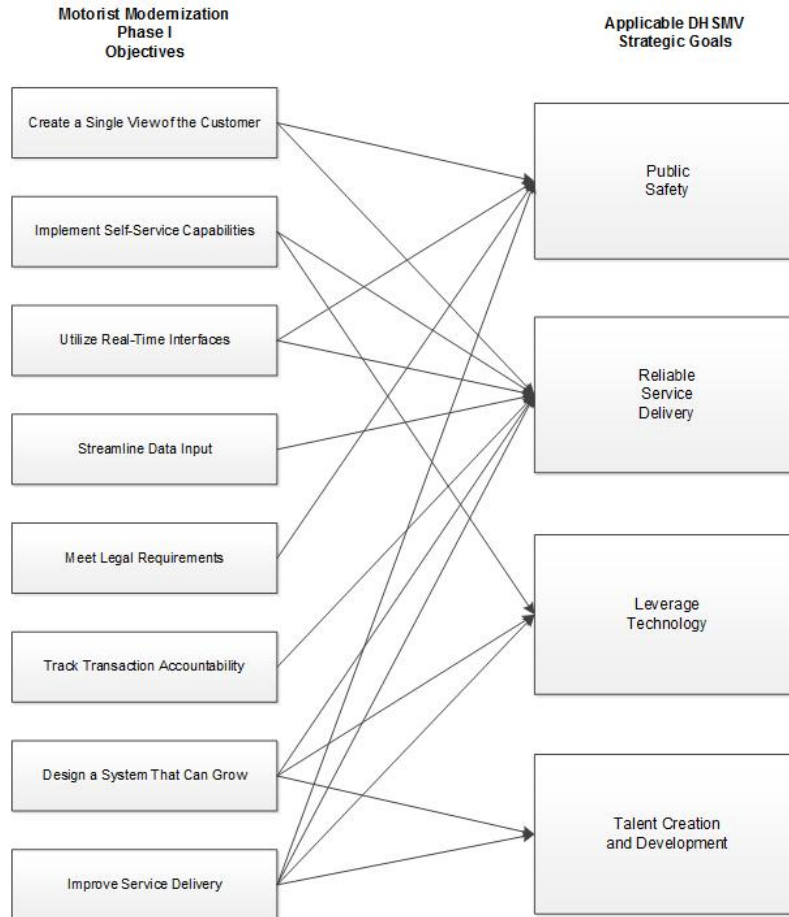 Motorist Modernization
Phase I
Objectives
Applicable DHSMV
Strategic Goals
Create a Single View of the Customer
Implement Self-Service Capabilities
Utilize Real-Time Interfaces
Streamline Data Input
Meet Legal Requirements
Track Transaction Accountability
Design a System That Can Grow
Improve Service Delivery
Public
Safety
Reliable
Service
Delivery
Leverage
Technology
Talent Creation
and Development